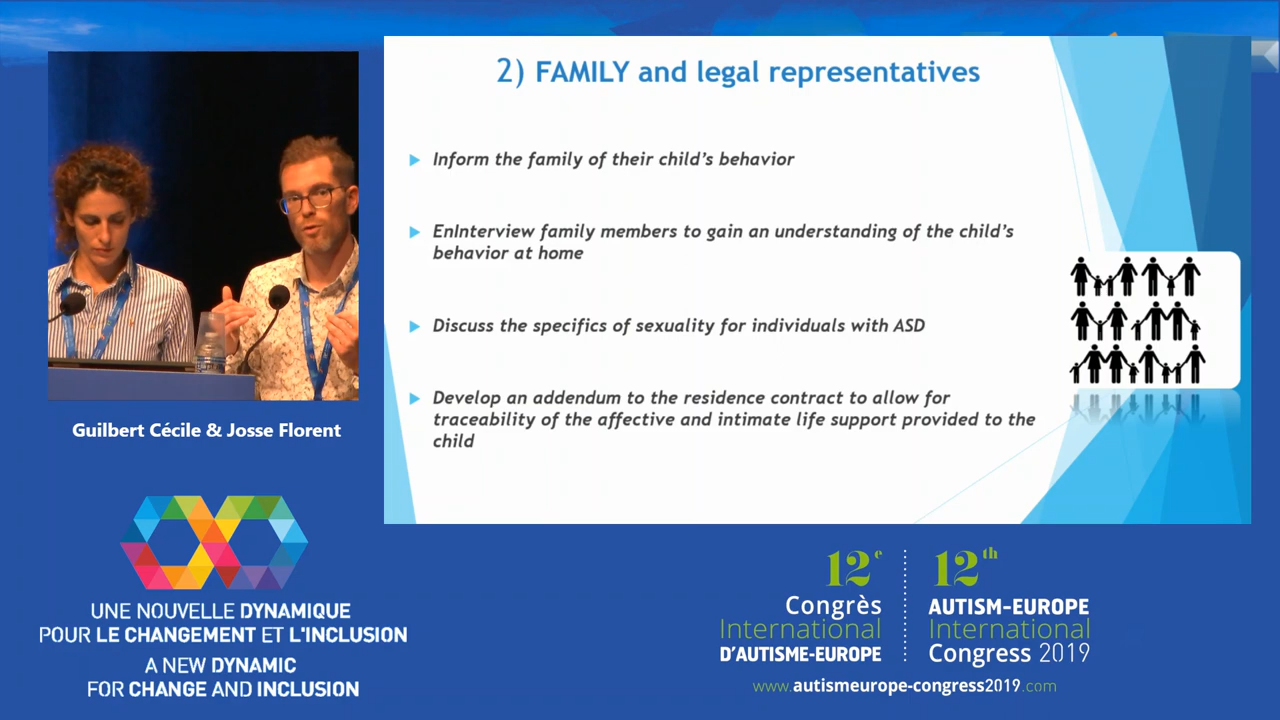 2) FAMILY and legal representatives
Inform the family of their child's behavior
EnInterview family members to gain an understanding of the child's
behavior at home
Discuss the specifics of sexuality for individuals with ASD
Develop an addendum to the residence contract to allow for
traceability of the affective and intimate life support provided to the
child
Guilbert Cécile & Josse Florent
UNE NOUVELLE DYNAMIQUE
POUR LE CHANGEMENT ET L'INCLUSION
A NEW DYNAMIC
FOR CHANGE AND INCLUSION
12e
Congrès
International
D'AUTISME-EUROPE
12th
AUTISM-EUROPE
International
Congress 2019
www.autismeurope-congress2019.com